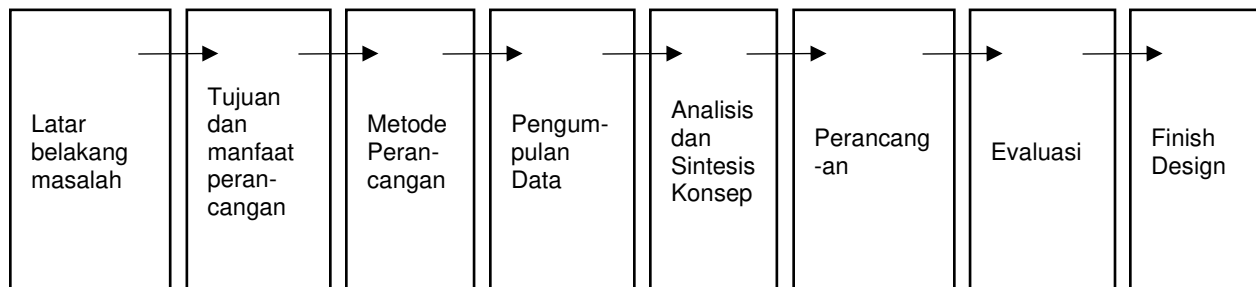 Latar
belakang
masalah
Tujuan
dan
manfaat
peran-
cangan
Metode
Peran-
cangan
Pengum-
pulan
Data
Analisis
dan
Sintesis
Konsep
Perancang
-an
Evaluasi
Finish
Design